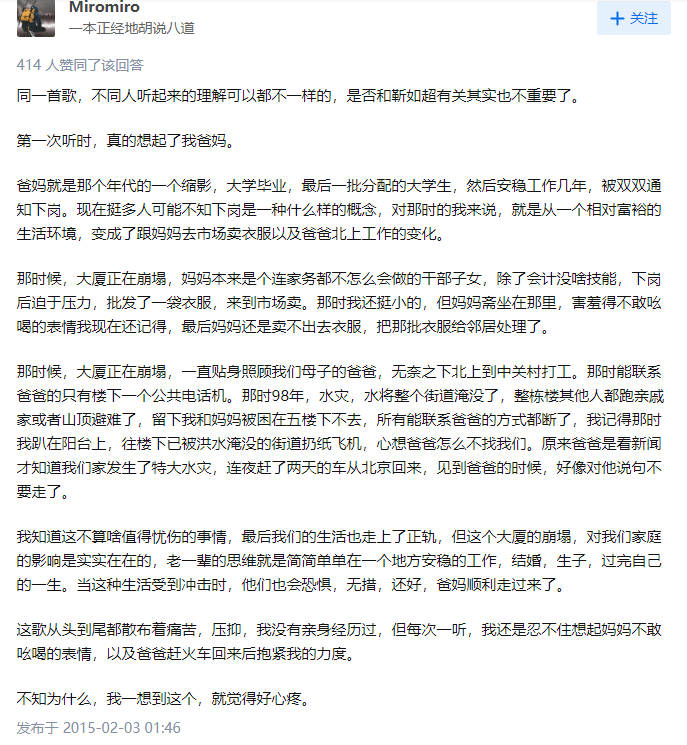 Miromiro
一本正经地胡说八道
关注
414 人赞同了该回答
同一首歌，不同人听起来的理解可以都不一样的，是否和靳如超有关其实也不重要了。
第一次听时，真的想起了我爸妈。
爸妈就是那个年代的一个缩影，大学毕业，最后一批分配的大学生，然后安稳工作几年，被双双通
知下岗。现在挺多人可能不知下岗是一种什么样的概念，对那时的我来说，就是从一个相对富裕的
生活环境，变成了跟妈妈去市场卖衣服以及爸爸北上工作的变化。
那时候，大厦正在崩塌，妈妈本来是个连家务都不怎么会做的干部子女，除了会计没啥技能，下岗
后迫于压力，批发了一袋衣服，来到市场卖。那时我还挺小的，但妈妈斋坐在那里，害羞得不敢吆
喝的表情我现在还记得，最后妈妈还是卖不出去衣服，把那批衣服给邻居处理了。
那时候，大厦正在崩塌，一直贴身照顾我们母子的爸爸，无奈之下北上到中关村打工。那时能联系
爸爸的只有楼下一个公共电话机。那时98年，水灾，水将整个街道淹没了，整栋楼其他人都跑亲戚
家或者山顶避难了，留下我和妈妈被困在五楼下不去，所有能联系爸爸的方式都断了，我记得那时
我趴在阳台上，往楼下已被洪水淹没的街道扔纸飞机，心想爸爸怎么不找我们。原来爸爸是看新闻
才知道我们家发生了特大水灾，连夜赶了两天的车从北京回来，见到爸爸的时候，好像对他说句不
要走了。
我知道这不算啥值得忧伤的事情，最后我们的生活也走上了正轨，但这个大厦的崩塌，对我们家庭
的影响是实实在在的，老一辈的思维就是简简单单在一个地方安稳的工作，结婚，生子，过完自己
的一生。当这种生活受到冲击时，他们也会恐惧，无措，还好，爸妈顺利走过来了。
这歌从头到尾都散布着痛苦，压抑，我没有亲身经历过，但每次一听，我还是忍不住想起妈妈不敢
吆喝的表情，以及爸爸赶火车回来后抱紧我的力度。
不知为什么，我一想到这个，就觉得好心疼。
发布于 2015-02-03 01:46